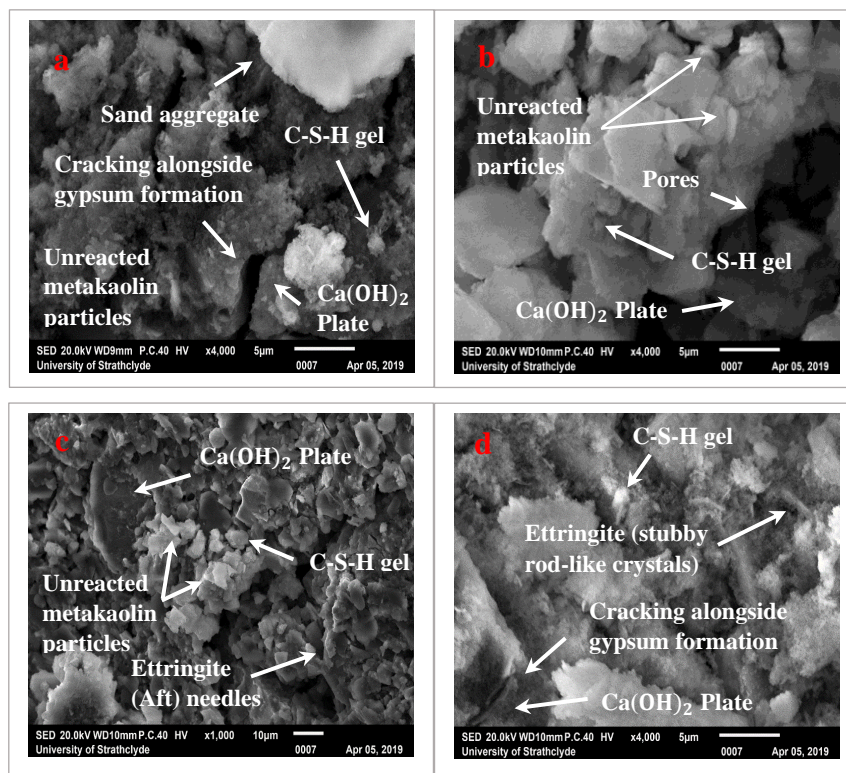 a
Sand aggregate
C-S-H gel
Cracking alongside
gypsum formation
Unreacted
metakaolin
particles
Ca(OH)₂
Plate
SED 20.0kV WD9mm P.C.40 HV x4,000 5µm
University of Strathclyde 0007 Apr 05, 2019
b
Unreacted
metakaolin
particles
Pores
C-S-H gel
Ca(OH)₂ Plate
SED 20.0kV WD10mm P.C.40 HV x4,000 5µm
University of Strathclyde 0007 Apr 05, 2019
c
Ca(OH)₂ Plate
C-S-H gel
Unreacted
metakaolin
particles
Ettringite
(Aft) needles
SED 20.0kV WD10mm P.C.40 HV x1,000 10µm
University of Strathclyde 0007 Apr 05, 2019
d
C-S-H gel
Ettringite (stubby
rod-like crystals)
Cracking alongside
gypsum formation
Ca(OH)₂ Plate
SED 20.0kV WD10mm P.C.40 HV x4,000 5µm
University of Strathclyde 0007 Apr 05, 2019